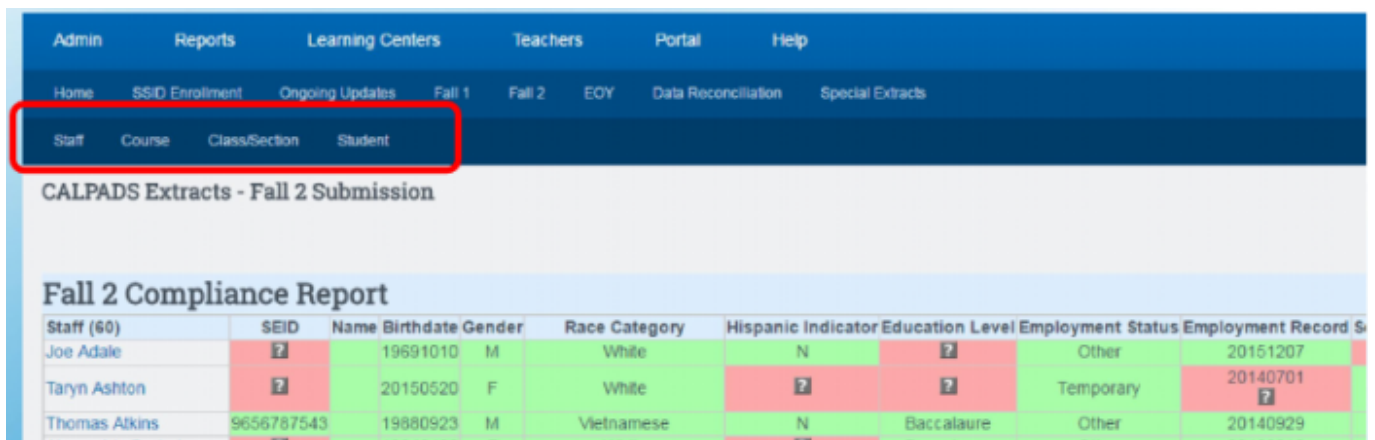 Admin Reports Learning Centers Teachers Portal Help
Home SSID Enrollment Ongoing Updates Fall 1 Fall 2 EOY Data Reconciliation Special Extracts
Staff Course Class/Section Student
CALPADS Extracts - Fall 2 Submission
Fall 2 Compliance Report
Staff (60) SEID Name Birthdate Gender Race Category Hispanic Indicator Education Level Employment Status Employment Record
Joe Adale ? 19691010 M White N ? Other 20151207
Taryn Ashton ? 20150520 F White ? ? Temporary 20140701 ?
Thomas Atkins 9656787543 19880923 M Vietnamese N Baccalaure Other 20140929